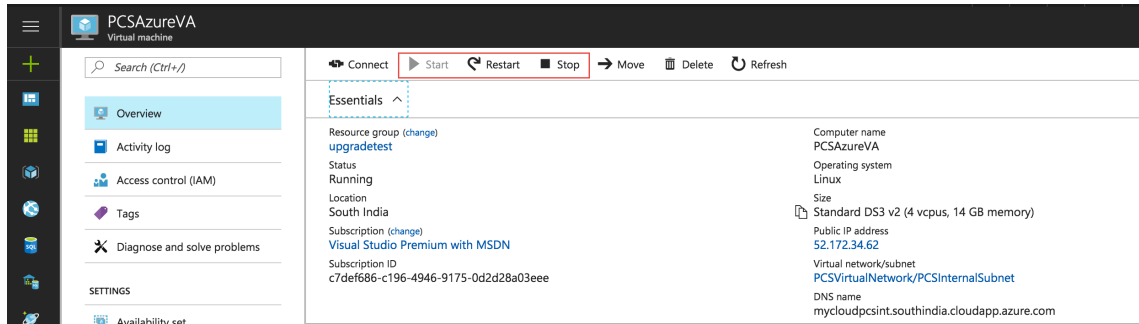 PCSAzureVA
Virtual machine
Search (Ctrl+/)
Overview
Activity log
Access control (IAM)
Tags
Diagnose and solve problems
SETTINGS
Availability set
Connect Start Restart Stop Move Delete Refresh
Essentials
Resource group (change)
upgradetest
Status
Running
Location
South India
Subscription (change)
Visual Studio Premium with MSDN
Subscription ID
c7def686-c196-4946-9175-0d2d28a03eee
Computer name
PCSAzureVA
Operating system
Linux
Size
Standard DS3 v2 (4 vcpus, 14 GB memory)
Public IP address
52.172.34.62
Virtual network/subnet
PCSVirtualNetwork/PCSInternalSubnet
DNS name
mycloudpcsint.southindia.cloudapp.azure.com